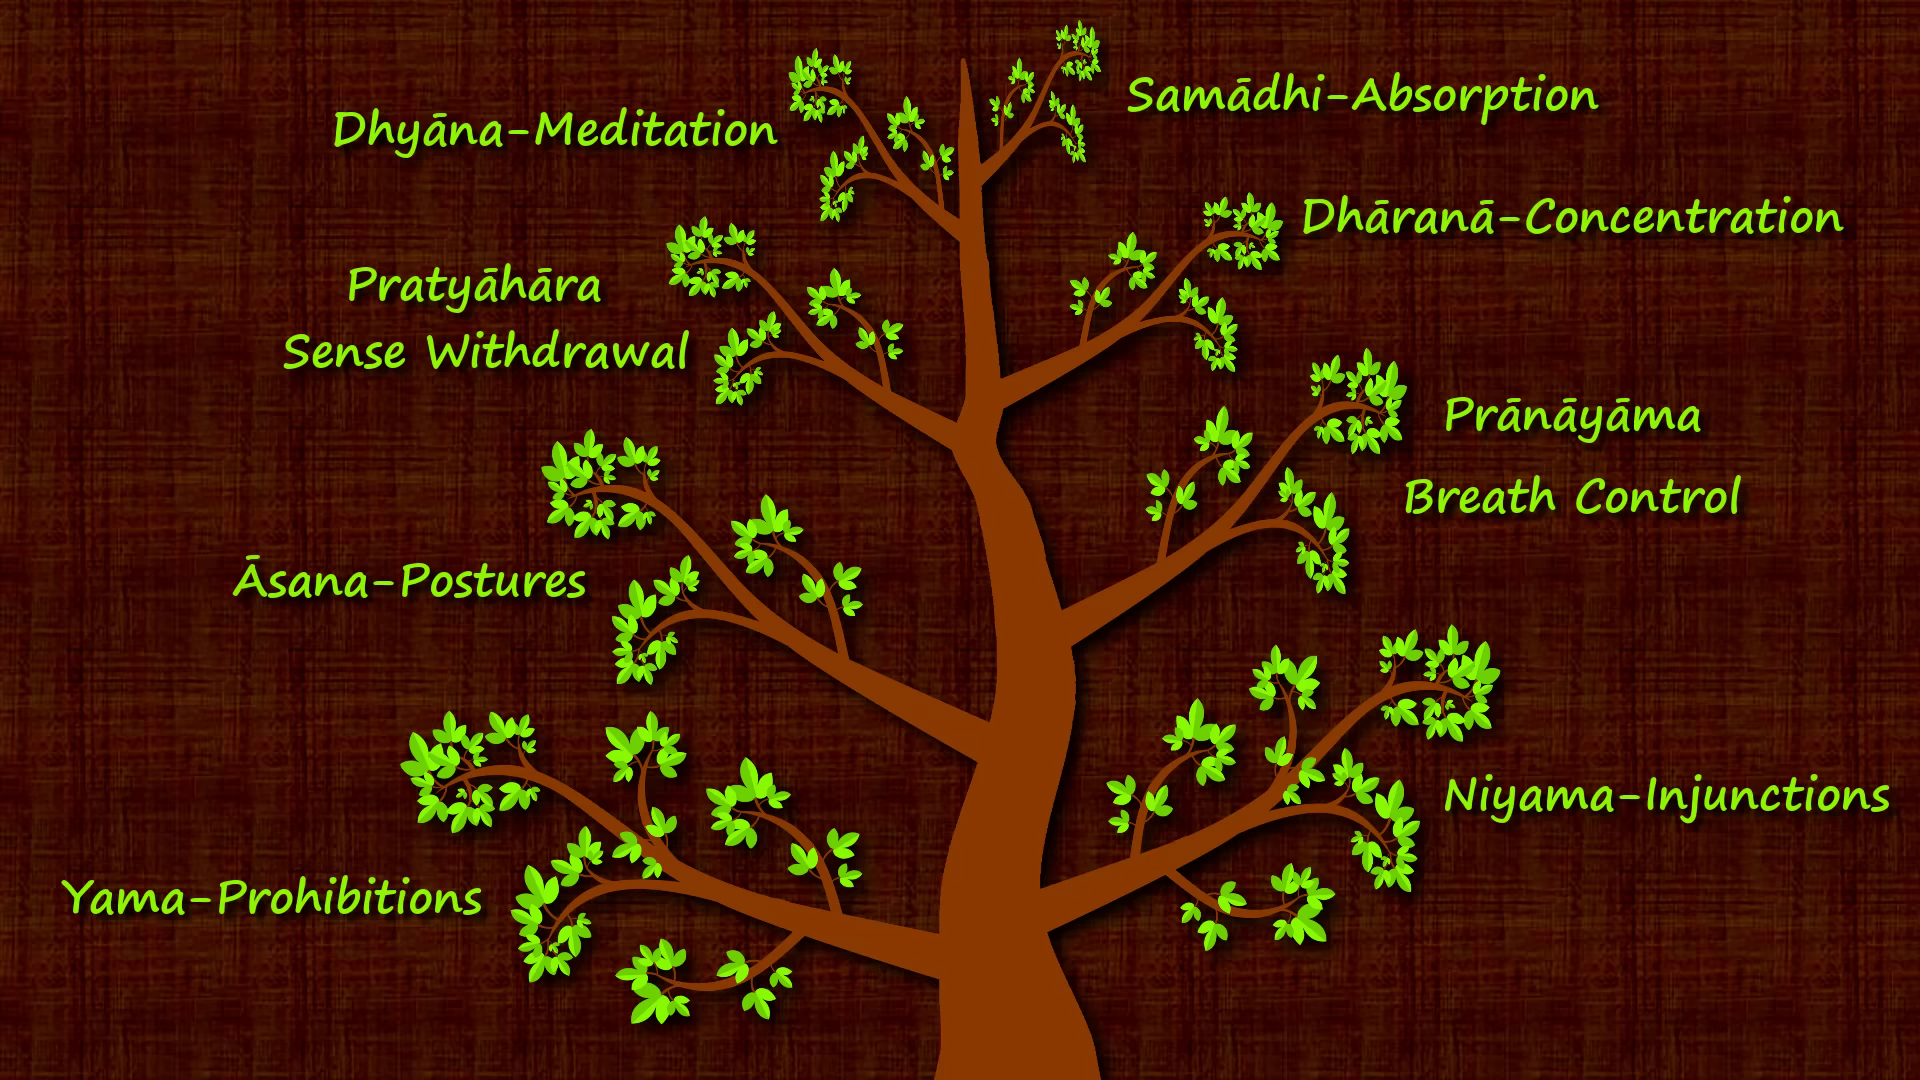 Samādhi-Absorption
Dhyāna-Meditation
Dhāranā-Concentration
Pratyāhāra
Sense Withdrawal
Prānāyāma
Breath Control
Āsana-Postures
Niyama-Injunctions
Yama-Prohibitions